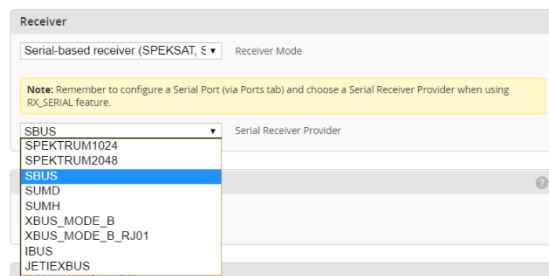 Receiver
Serial-based receiver (SPEKSAT, S
Receiver Mode
Note: Remember to configure a Serial Port (via Ports tab) and choose a Serial Receiver Provider when using
RX_SERIAL feature.
SBUS
Serial Receiver Provider
SPEKTRUM1024
SPEKTRUM2048
SBUS
SUMD
SUMH
XBUS_MODE_B
XBUS_MODE_B_RJ01
IBUS
JETIEXBUS